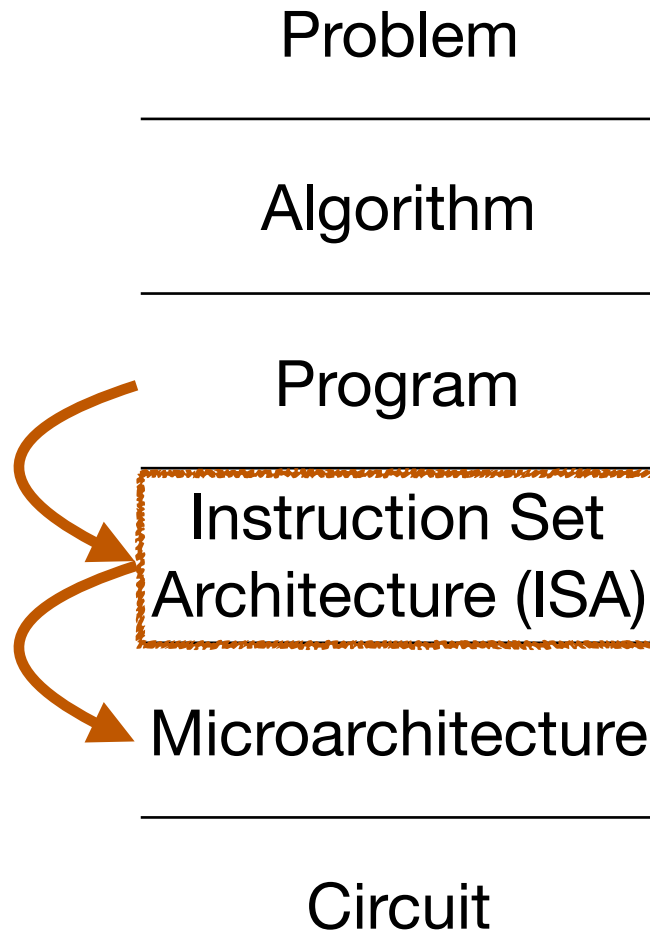 Problem
Algorithm
Program
Instruction Set
Architecture (ISA)
Microarchitecture
Circuit